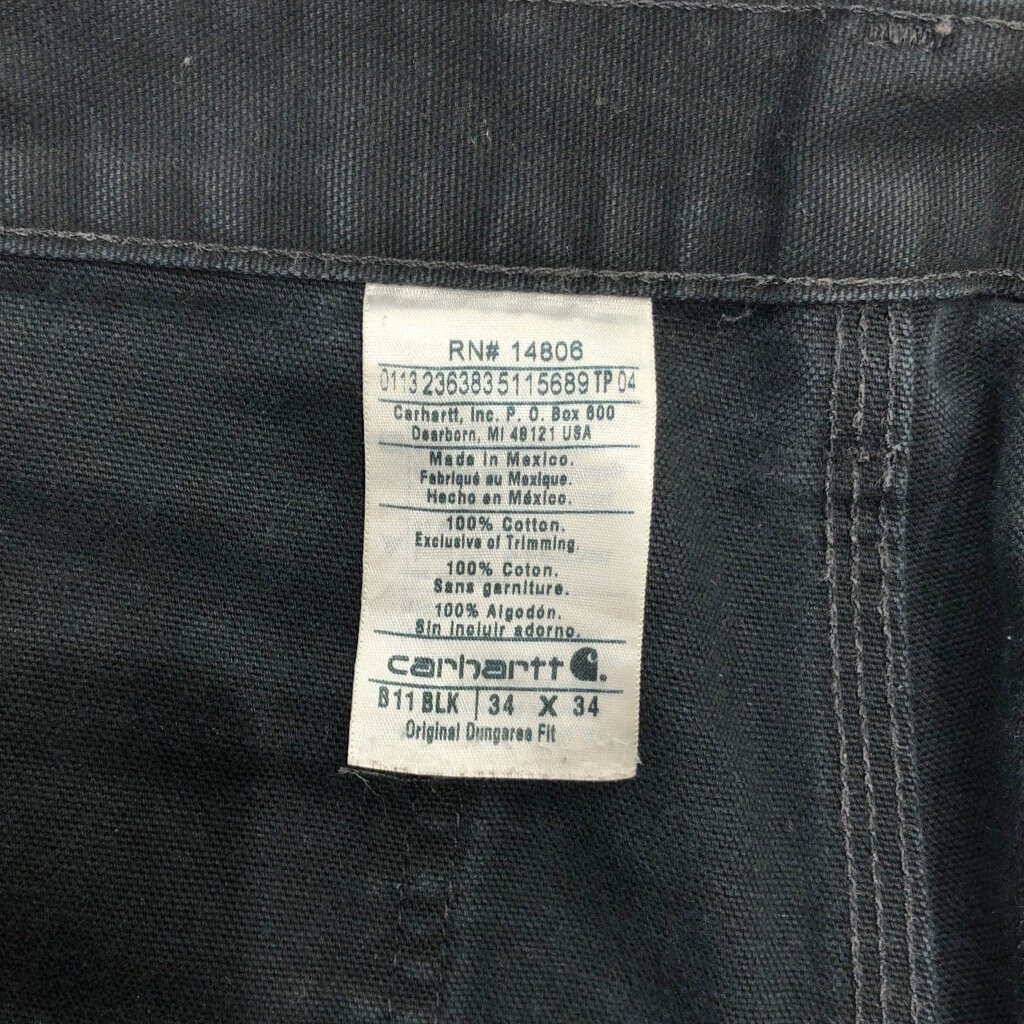 RN# 14806
0113 236383 5115689 TP 04
Carhartt, Inc. P. O. Box 600
Dearborn, MI 48121 USA
Made in Mexico.
Fabriqué au Mexique.
Hecho en México.
100% Cotton.
Exclusive of Trimming.
100% Coton.
Sans garniture.
100% Algodón.
Sin incluir adorno.
carhartt
B11 BLK | 34 X 34
Original Dungaree Fit